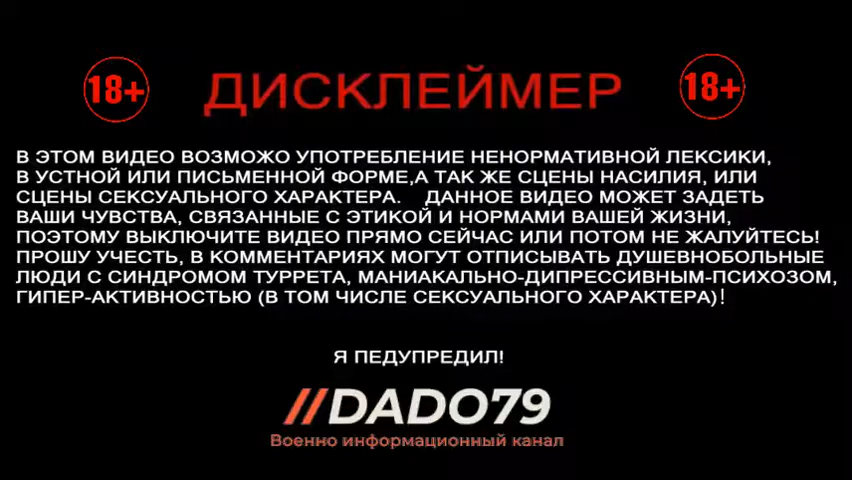 18+ ДИСКЛЕЙМЕР 18+
В ЭТОМ ВИДЕО ВОЗМОЖО УПОТРЕБЛЕНИЕ НЕНОРМАТИВНОЙ ЛЕКСИКИ,
В УСТНОЙ ИЛИ ПИСЬМЕННОЙ ФОРМЕ,А ТАК ЖЕ СЦЕНЫ НАСИЛИЯ, ИЛИ
СЦЕНЫ СЕКСУАЛЬНОГО ХАРАКТЕРА. ДАННОЕ ВИДЕО МОЖЕТ ЗАДЕТЬ
ВАШИ ЧУВСТВА, СВЯЗАННЫЕ С ЭТИКОЙ И НОРМАМИ ВАШЕЙ ЖИЗНИ,
ПОЭТОМУ ВЫКЛЮЧИТЕ ВИДЕО ПРЯМО СЕЙЧАС ИЛИ ПОТОМ НЕ ЖАЛУЙТЕСЬ!
ПРОШУ УЧЕСТЬ, В КОММЕНТАРИЯХ МОГУТ ОТПИСЫВАТЬ ДУШЕВНОБОЛЬНЫЕ
ЛЮДИ С СИНДРОМОМ ТУРРЕТА, МАНИАКАЛЬНО-ДИПРЕССИВНЫМ-ПСИХОЗОМ,
ГИПЕР-АКТИВНОСТЬЮ (В ТОМ ЧИСЛЕ СЕКСУАЛЬНОГО ХАРАКТЕРА)!
Я ПЕДУПРЕДИЛ!
//DADO79
Военно информационный канал